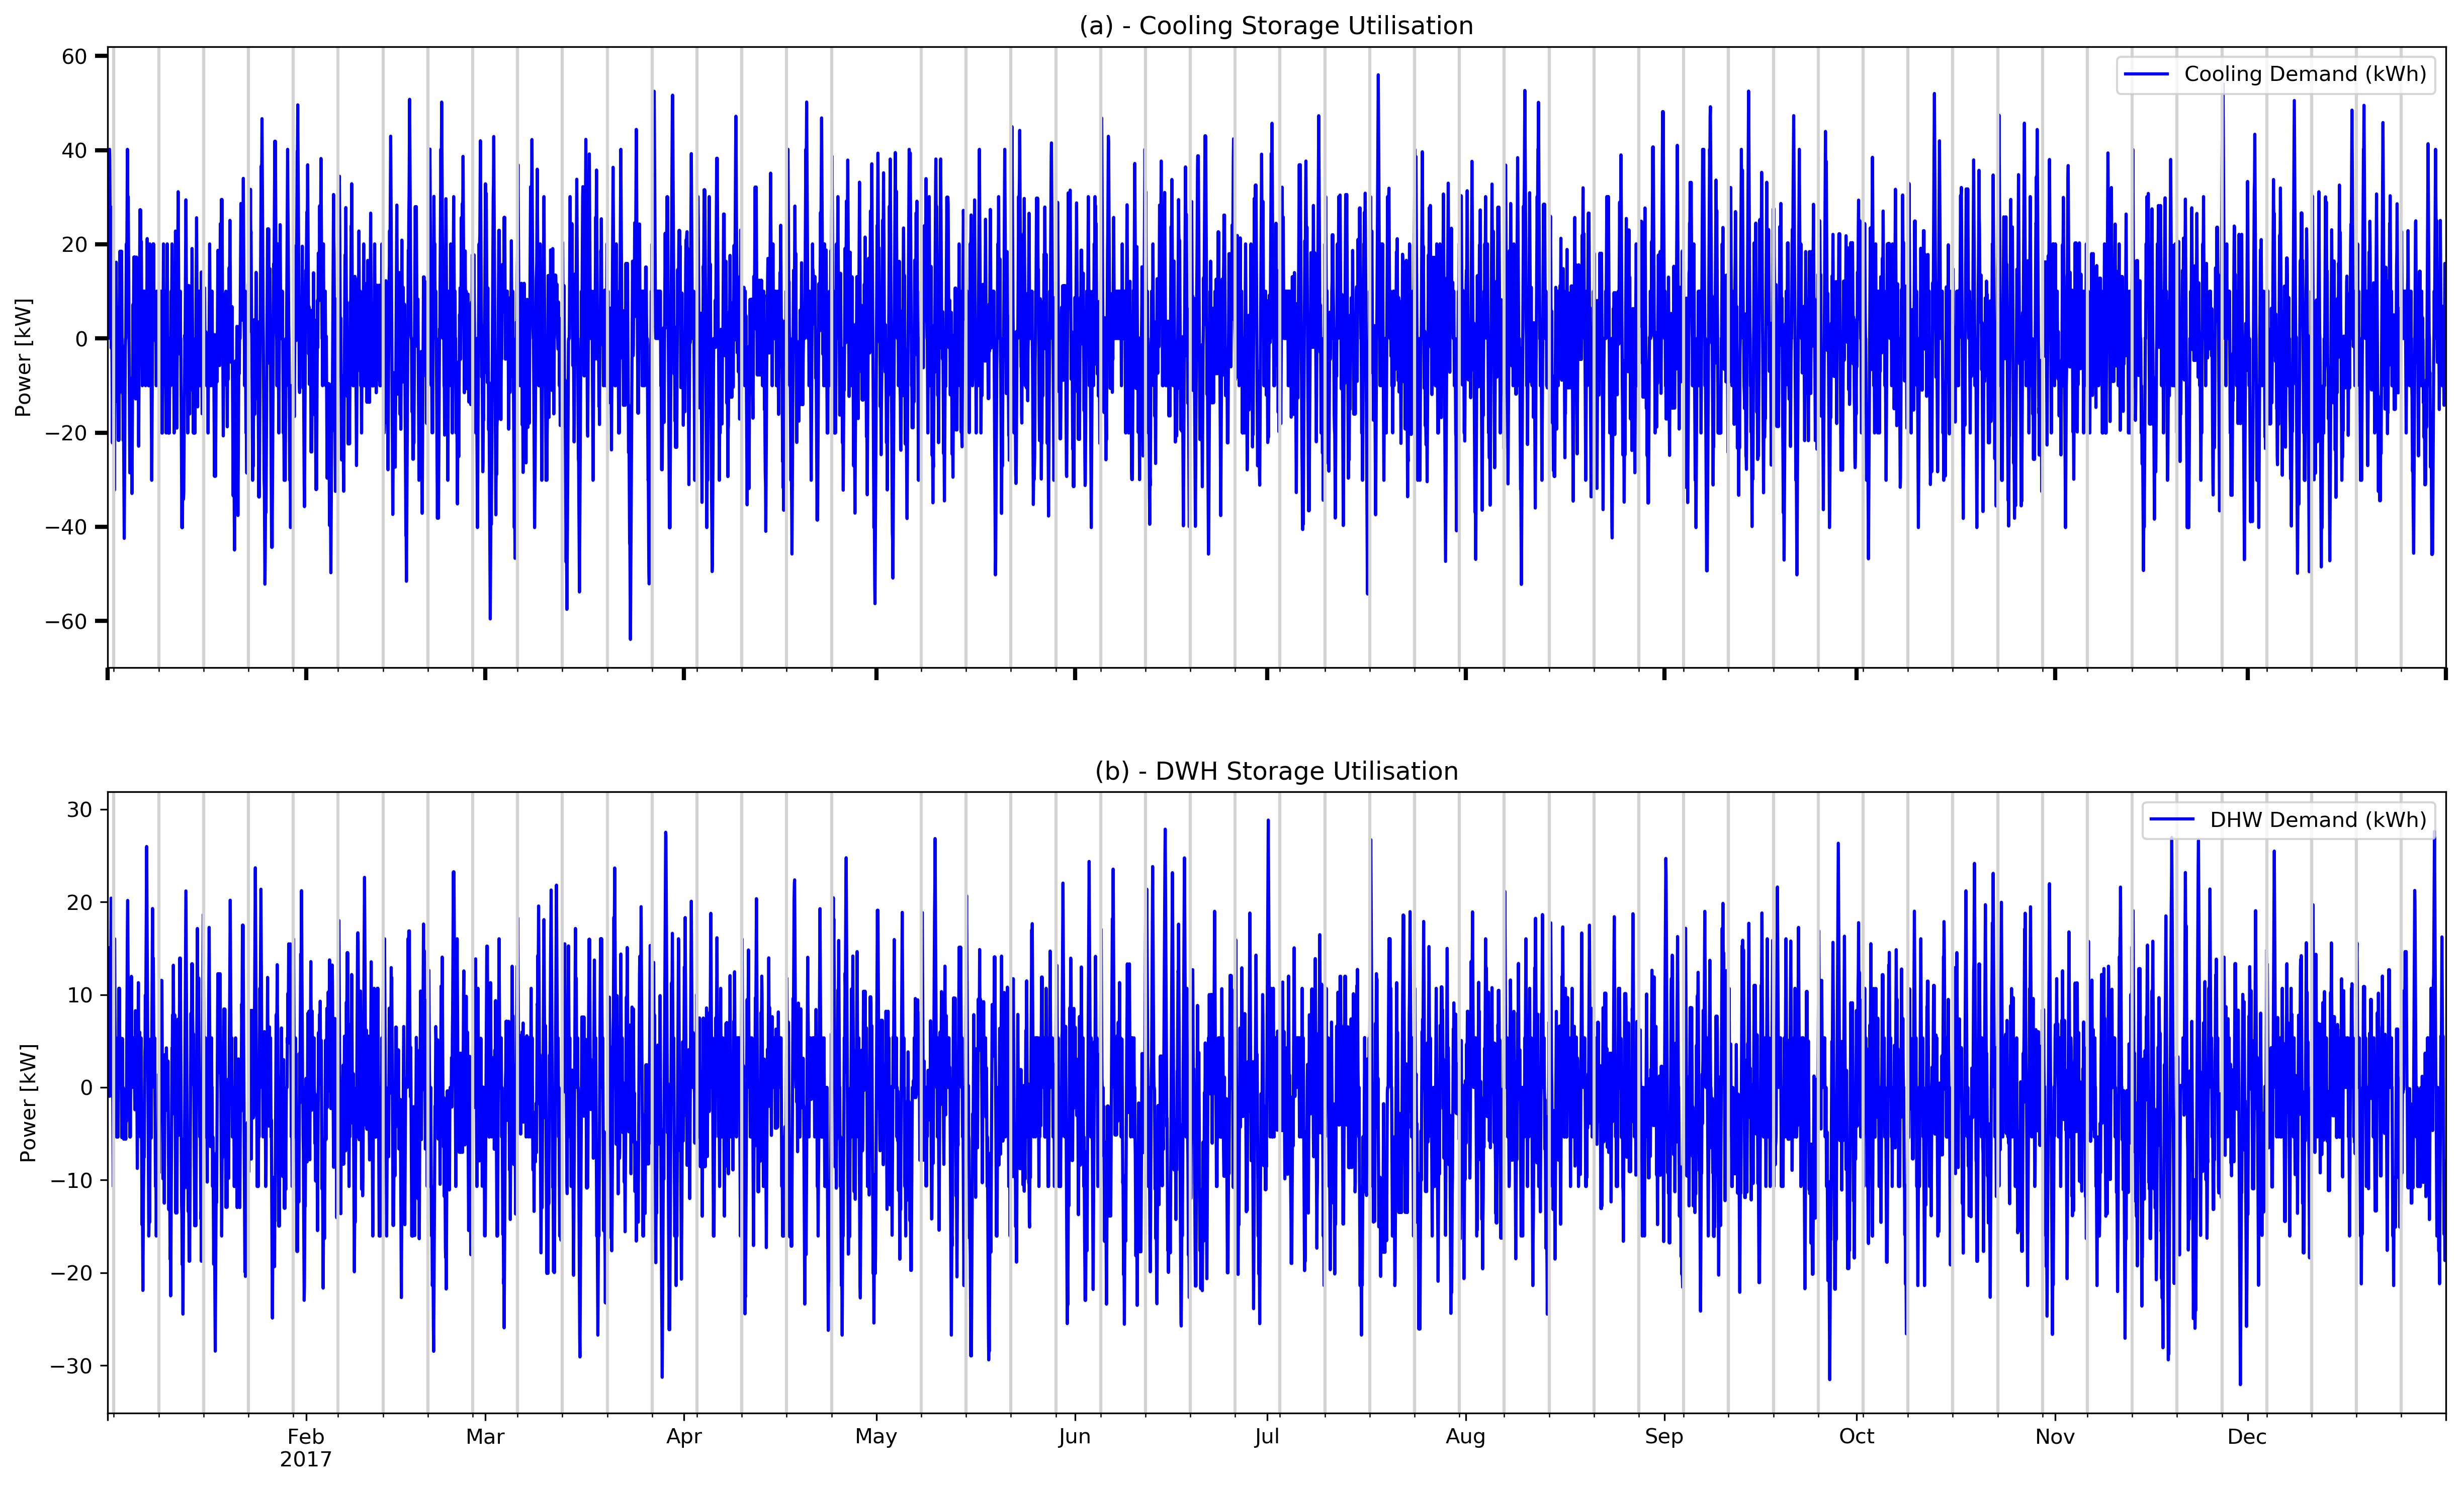 (a) - Cooling Storage Utilisation
Cooling Demand (kWh)
Power [kW]
60
40
20
0
−20
−40
−60
(b) - DWH Storage Utilisation
DHW Demand (kWh)
Power [kW]
30
20
10
0
−10
−20
−30
Feb Mar Apr May Jun Jul Aug Sep Oct Nov Dec
2017